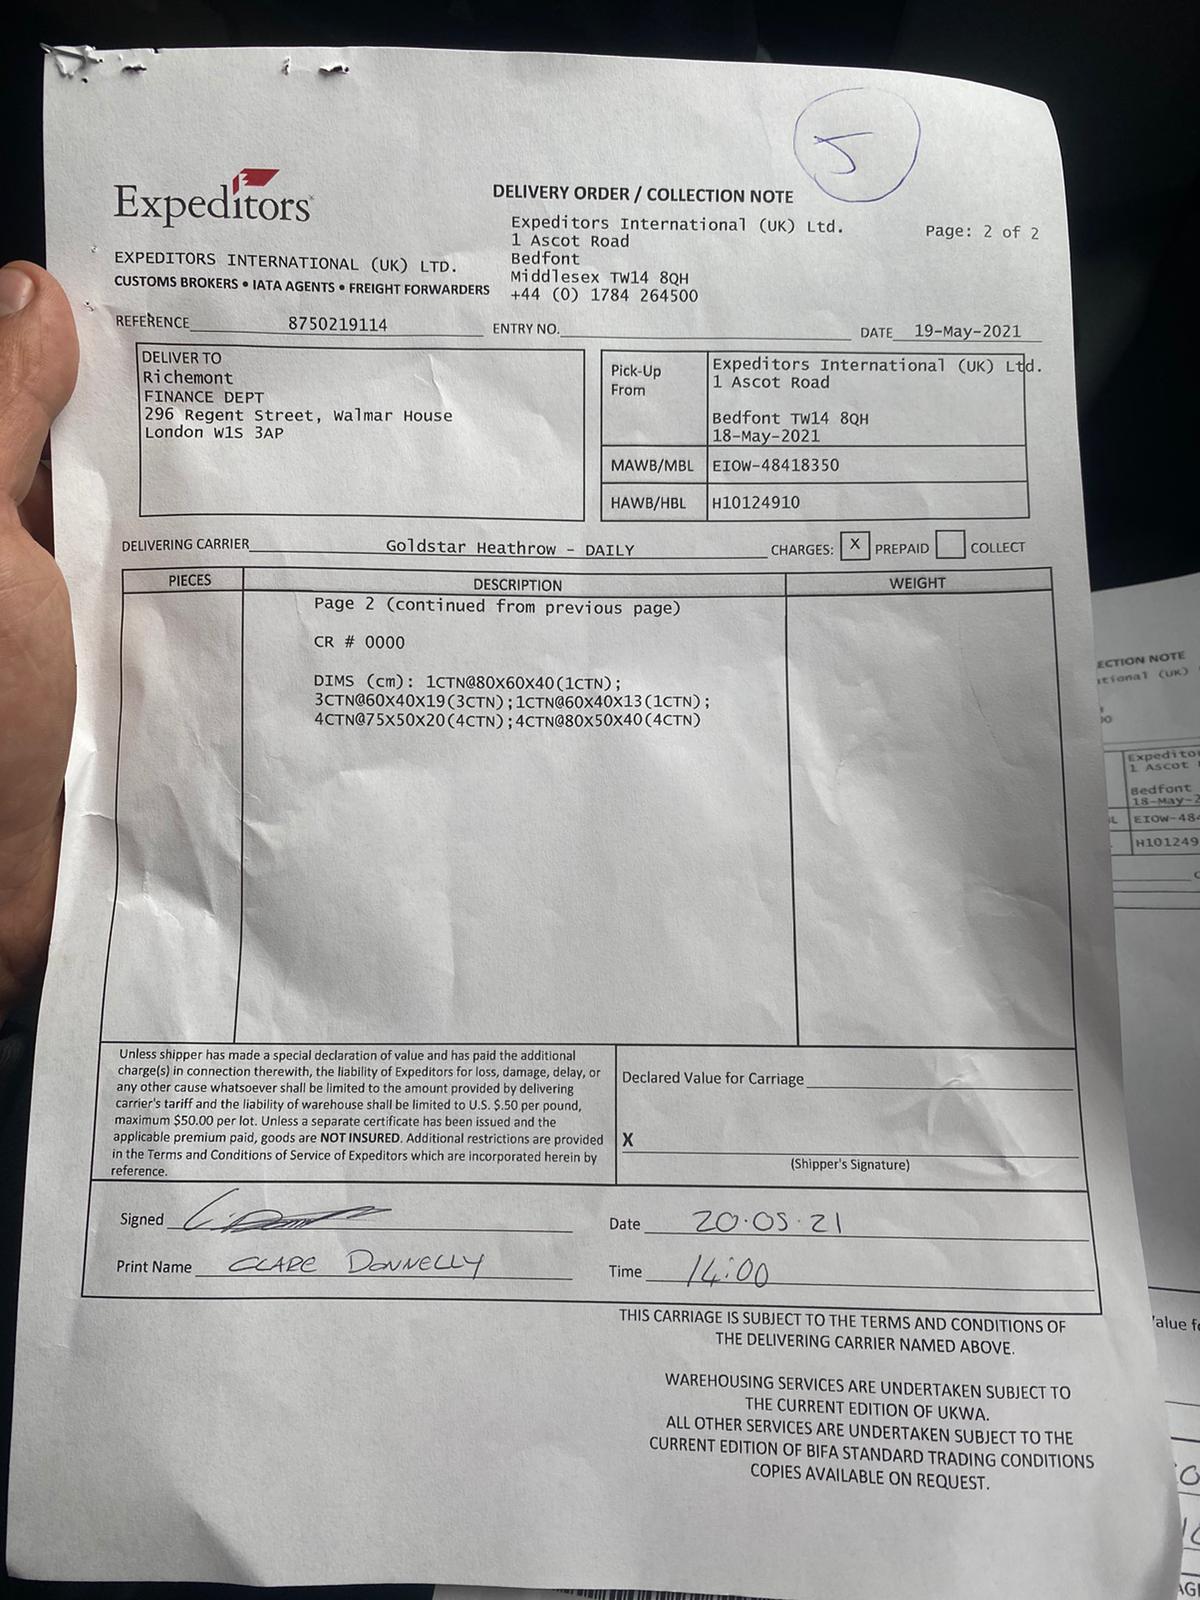 5
Expeditors
DELIVERY ORDER / COLLECTION NOTE
Expeditors International (UK) Ltd.
1 Ascot Road
Bedfont
Middlesex TW14 8QH
+44 (0) 1784 264500
Page: 2 of 2
EXPEDITORS INTERNATIONAL (UK) LTD.
CUSTOMS BROKERS • IATA AGENTS • FREIGHT FORWARDERS
REFERENCE 8750219114
ENTRY NO.
DATE 19-May-2021
DELIVER TO
Richemont
FINANCE DEPT
296 Regent Street, Walmar House
London W1S 3AP
Pick-Up
From
Expeditors International (UK) Ltd.
1 Ascot Road
Bedfont TW14 8QH
18-May-2021
MAWB/MBL EIOW-48418350
HAWB/HBL H10124910
DELIVERING CARRIER Goldstar Heathrow - DAILY
CHARGES: X PREPAID COLLECT
PIECES DESCRIPTION WEIGHT
Page 2 (continued from previous page)
CR # 0000
DIMS (cm): 1CTN@80X60X40(1CTN);
3CTN@60X40X19(3CTN);1CTN@60X40X13(1CTN);
4CTN@75X50X20(4CTN);4CTN@80X50X40(4CTN)
Unless shipper has made a special declaration of value and has paid the additional
charge(s) in connection therewith, the liability of Expeditors for loss, damage, delay, or
any other cause whatsoever shall be limited to the amount provided by delivering
carrier's tariff and the liability of warehouse shall be limited to U.S. $.50 per pound,
maximum $50.00 per lot. Unless a separate certificate has been issued and the
applicable premium paid, goods are NOT INSURED. Additional restrictions are provided
in the Terms and Conditions of Service of Expeditors which are incorporated herein by
reference.
Declared Value for Carriage
X
(Shipper's Signature)
Signed
Date 20.05.21
Print Name CLARE DONNELLY
Time 14:00
THIS CARRIAGE IS SUBJECT TO THE TERMS AND CONDITIONS OF
THE DELIVERING CARRIER NAMED ABOVE.
WAREHOUSING SERVICES ARE UNDERTAKEN SUBJECT TO
THE CURRENT EDITION OF UKWA.
ALL OTHER SERVICES ARE UNDERTAKEN SUBJECT TO THE
CURRENT EDITION OF BIFA STANDARD TRADING CONDITIONS
COPIES AVAILABLE ON REQUEST.
ECTION NOTE
ational (UK)
Expedito
1 Ascot
Bedfont
18-May-2
EIOW-484
H101249